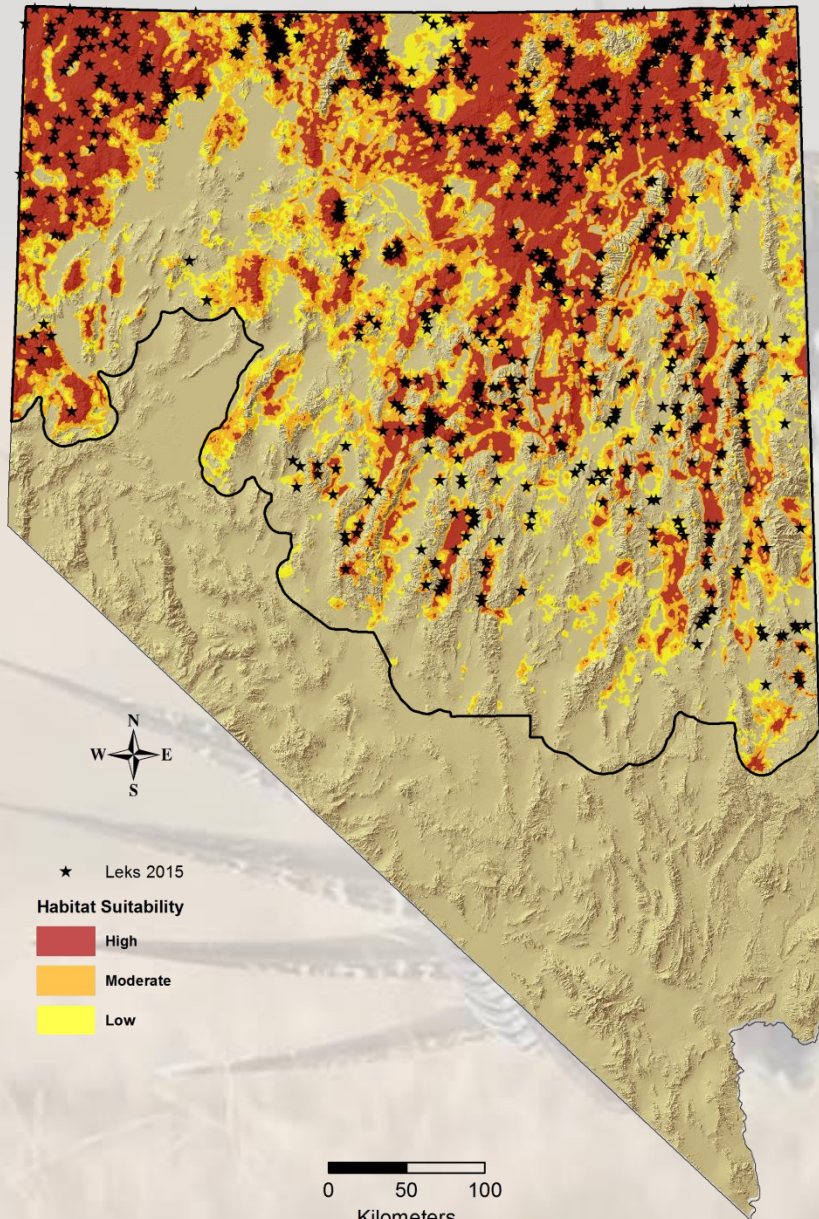 N
W E
S
Leks 2015
Habitat Suitability
High
Moderate
Low
0 50 100
Kilometers